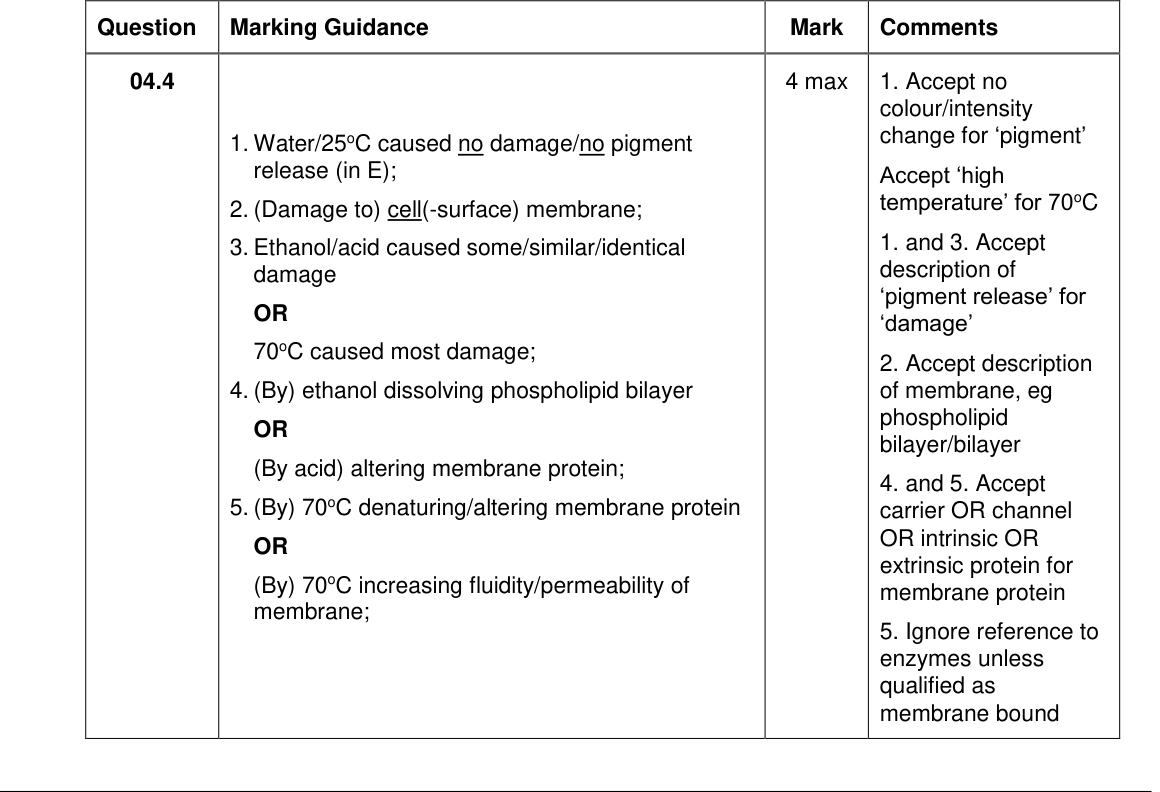 Question Marking Guidance Mark Comments
04.4
1. Water/25ºC caused no damage/no pigment
release (in E);
2. (Damage to) cell(-surface) membrane;
3. Ethanol/acid caused some/similar/identical
damage
OR
70ºC caused most damage;
4. (By) ethanol dissolving phospholipid bilayer
OR
(By acid) altering membrane protein;
5. (By) 70ºC denaturing/altering membrane protein
OR
(By) 70ºC increasing fluidity/permeability of
membrane;
4 max
1. Accept no
colour/intensity
change for ‘pigment’
Accept ‘high
temperature’ for 70ºC
1. and 3. Accept
description of
‘pigment release’ for
‘damage’
2. Accept description
of membrane, eg
phospholipid
bilayer/bilayer
4. and 5. Accept
carrier OR channel
OR intrinsic OR
extrinsic protein for
membrane protein
5. Ignore reference to
enzymes unless
qualified as
membrane bound